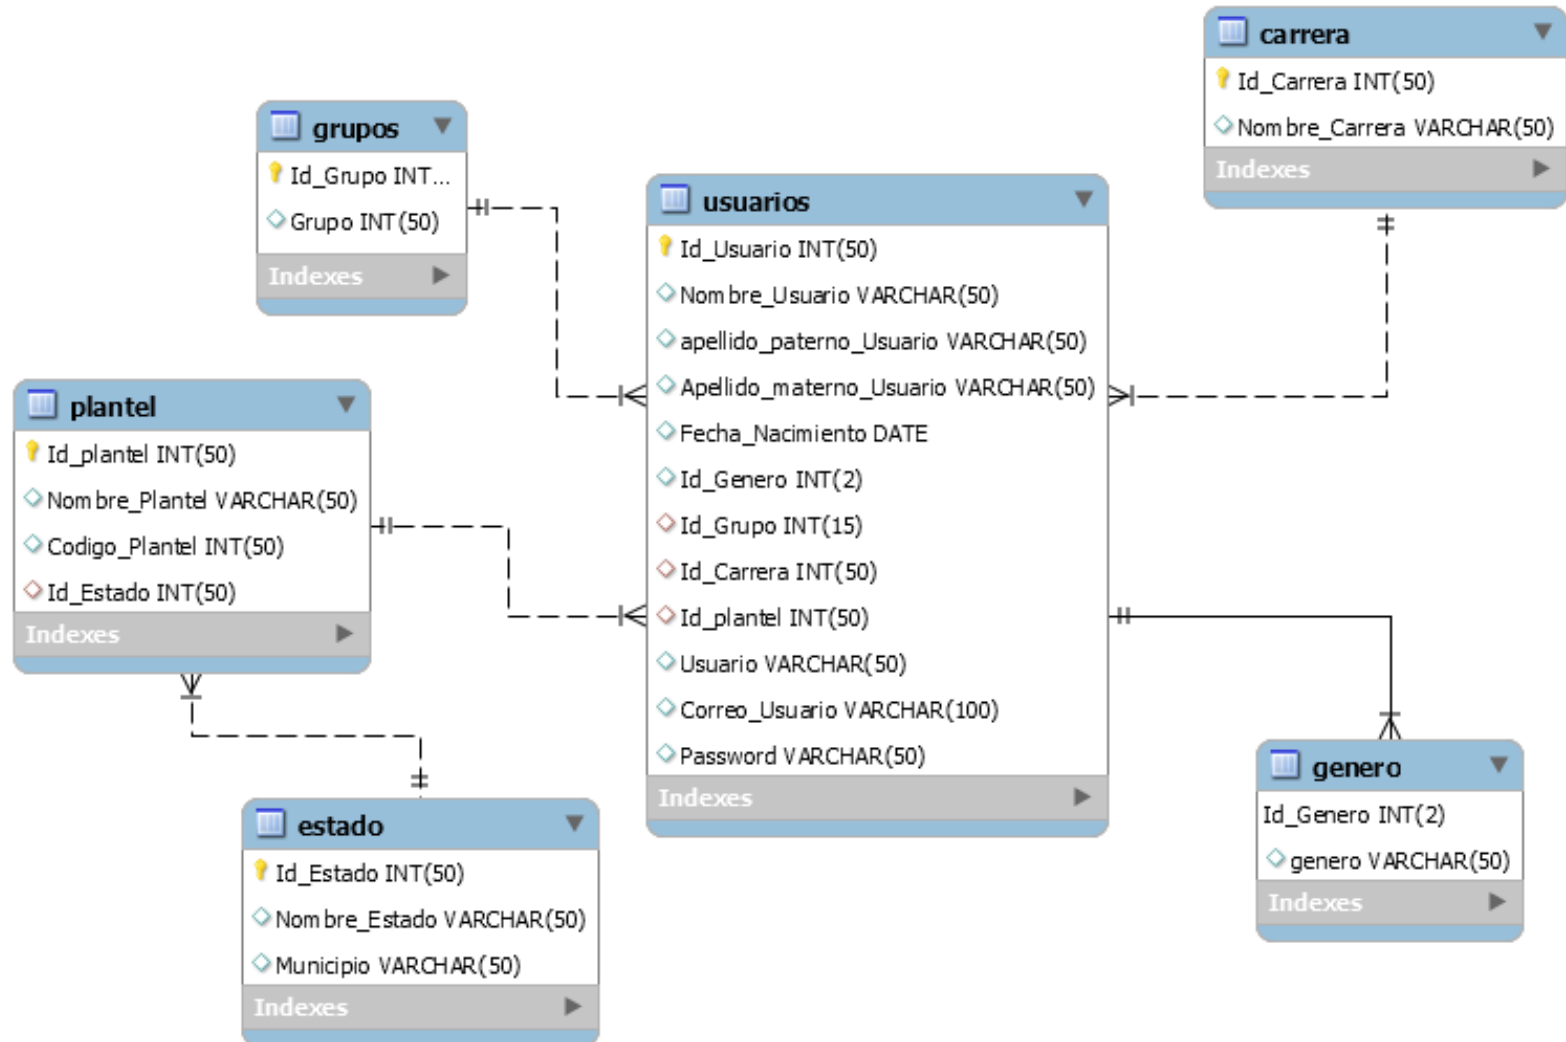 carrera
Id_Carrera INT(50)
Nombre_Carrera VARCHAR(50)
Indexes
grupos
Id_Grupo INT...
Grupo INT(50)
Indexes
usuarios
Id_Usuario INT(50)
Nombre_Usuario VARCHAR(50)
apellido_paterno_Usuario VARCHAR(50)
Apellido_materno_Usuario VARCHAR(50)
Fecha_Nacimiento DATE
Id_Genero INT(2)
Id_Grupo INT(15)
Id_Carrera INT(50)
Id_plantel INT(50)
Usuario VARCHAR(50)
Correo_Usuario VARCHAR(100)
Password VARCHAR(50)
Indexes
plantel
Id_plantel INT(50)
Nombre_Plantel VARCHAR(50)
Codigo_Plantel INT(50)
Id_Estado INT(50)
Indexes
genero
Id_Genero INT(2)
genero VARCHAR(50)
Indexes
estado
Id_Estado INT(50)
Nombre_Estado VARCHAR(50)
Municipio VARCHAR(50)
Indexes